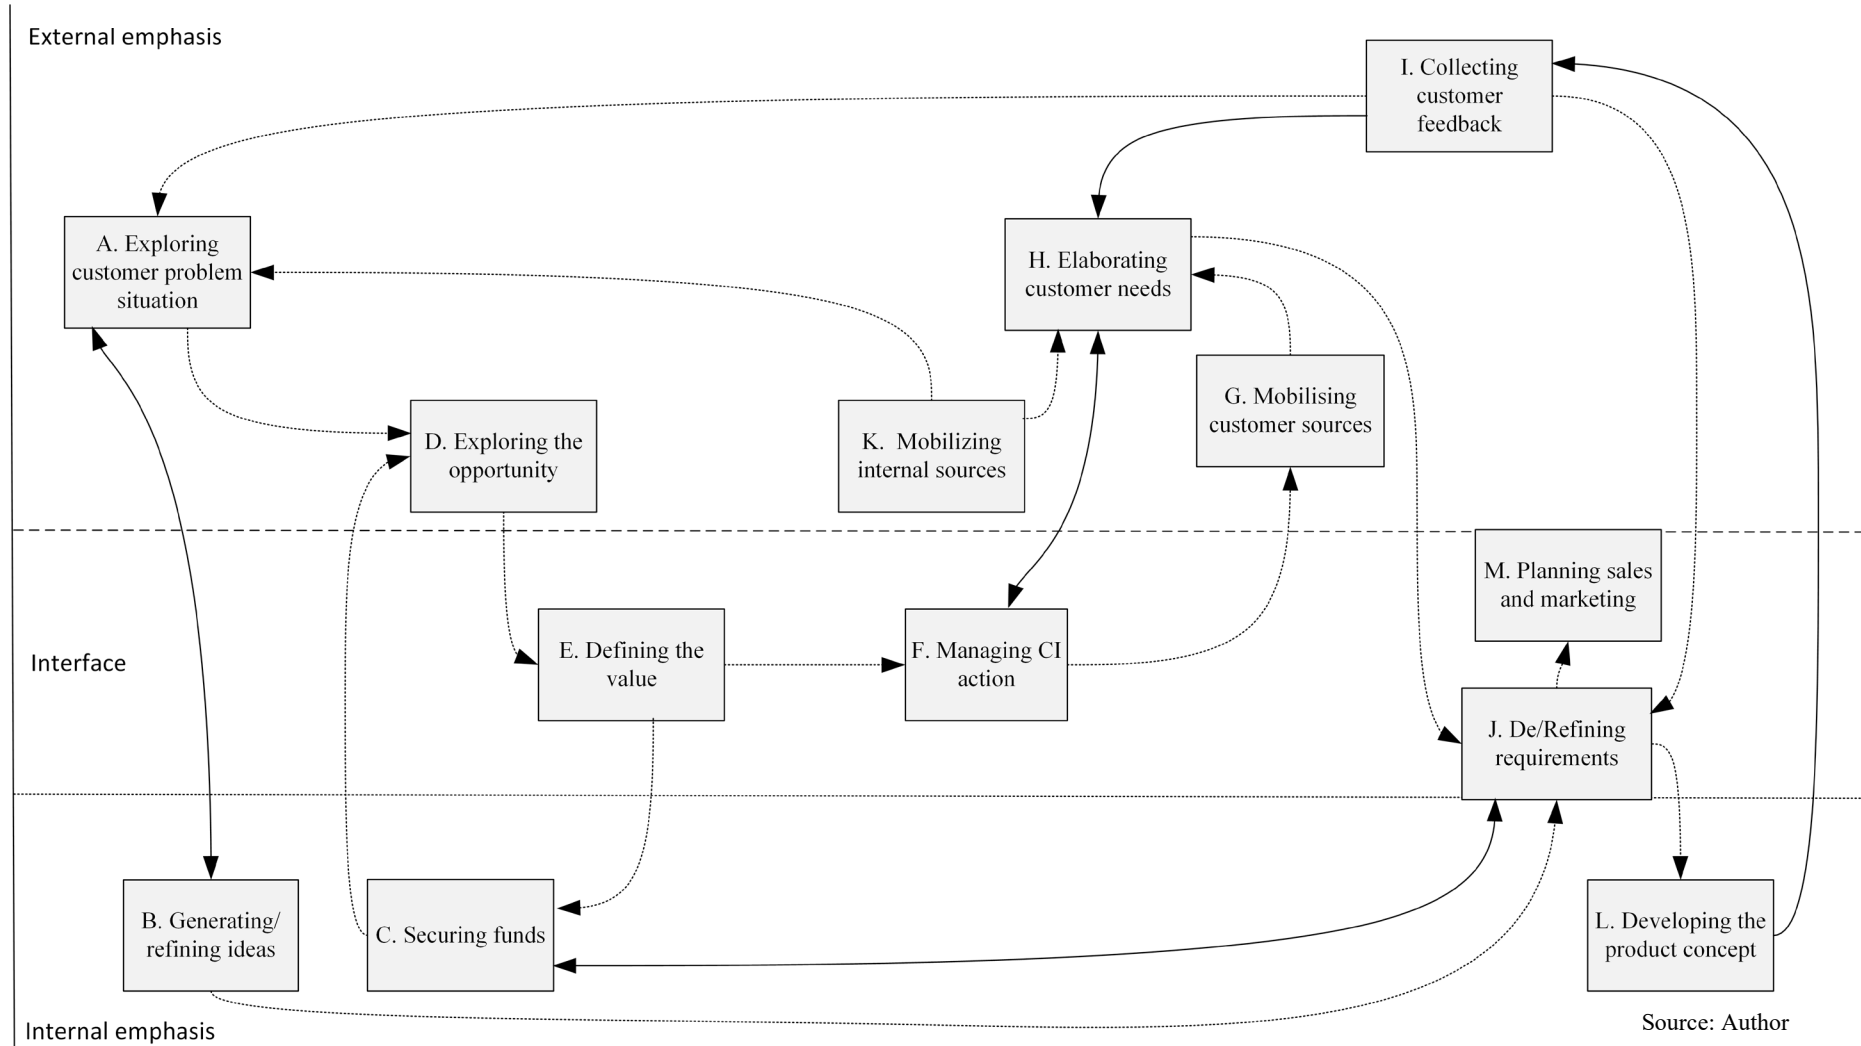 External emphasis
I. Collecting
customer
feedback
A. Exploring
customer problem
situation
H. Elaborating
customer needs
G. Mobilising
customer sources
D. Exploring the
opportunity
K. Mobilizing
internal sources
M. Planning sales
and marketing
Interface
E. Defining the
value
F. Managing CI
action
J. De/Refining
requirements
B. Generating/
refining ideas
C. Securing funds
L. Developing the
product concept
Internal emphasis
Source: Author